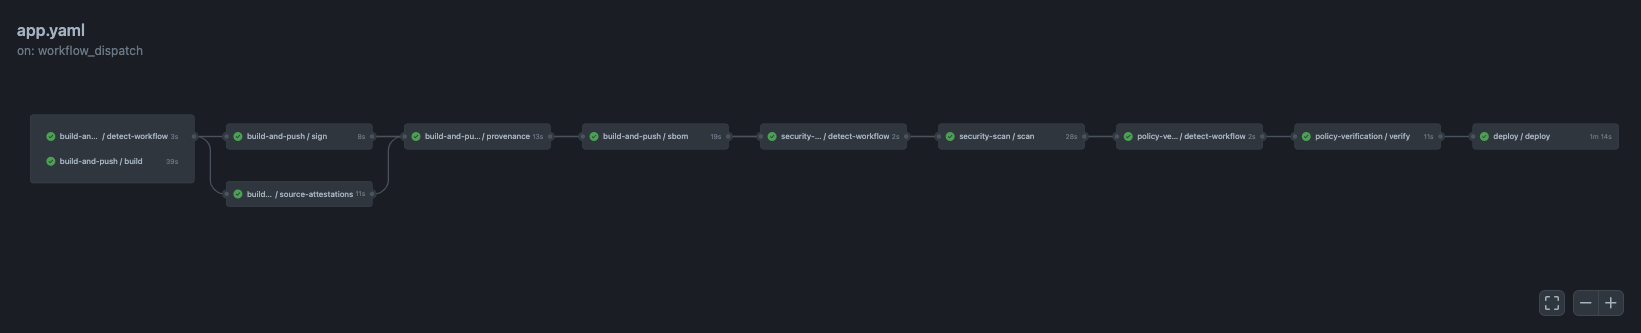 app.yaml
on: workflow_dispatch
build-an... / detect-workflow 3s
build-and-push / build 39s
build-and-push / sign 8s
build... / source-attestations 11s
build-and-pu... / provenance 13s
build-and-push / sbom 19s
security-... / detect-workflow 2s
security-scan / scan 28s
policy-ve... / detect-workflow 2s
policy-verification / verify 11s
deploy / deploy 1m 14s